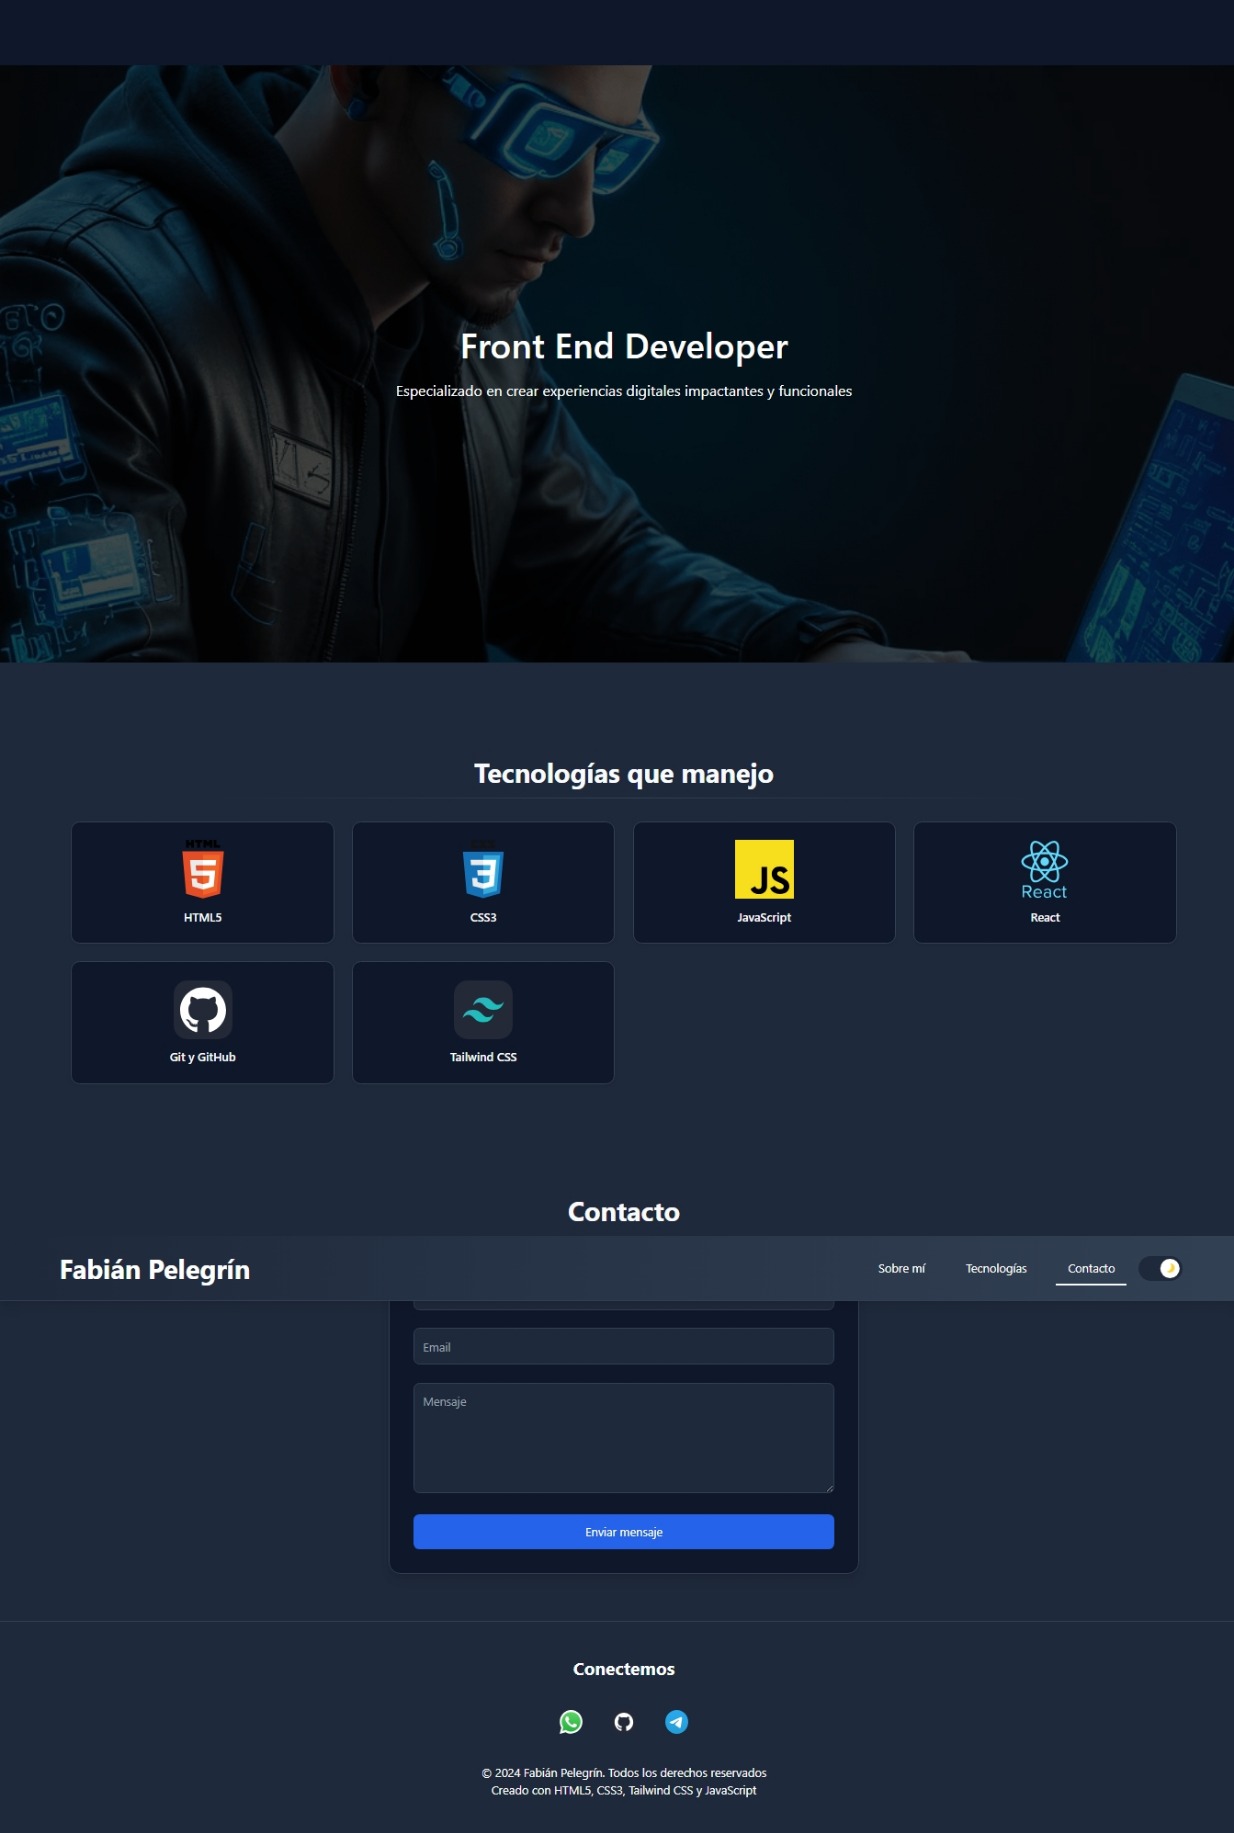 Front End Developer
Especializado en crear experiencias digitales impactantes y funcionales
Tecnologías que manejo
HTML
5
HTML5
3
CSS3
JS
JavaScript
React
React
Git y GitHub
Tailwind CSS
Contacto
Fabián Pelegrín
Sobre mí
Tecnologías
Contacto
Email
Mensaje
Enviar mensaje
Conectemos
© 2024 Fabián Pelegrín. Todos los derechos reservados
Creado con HTML5, CSS3, Tailwind CSS y JavaScript